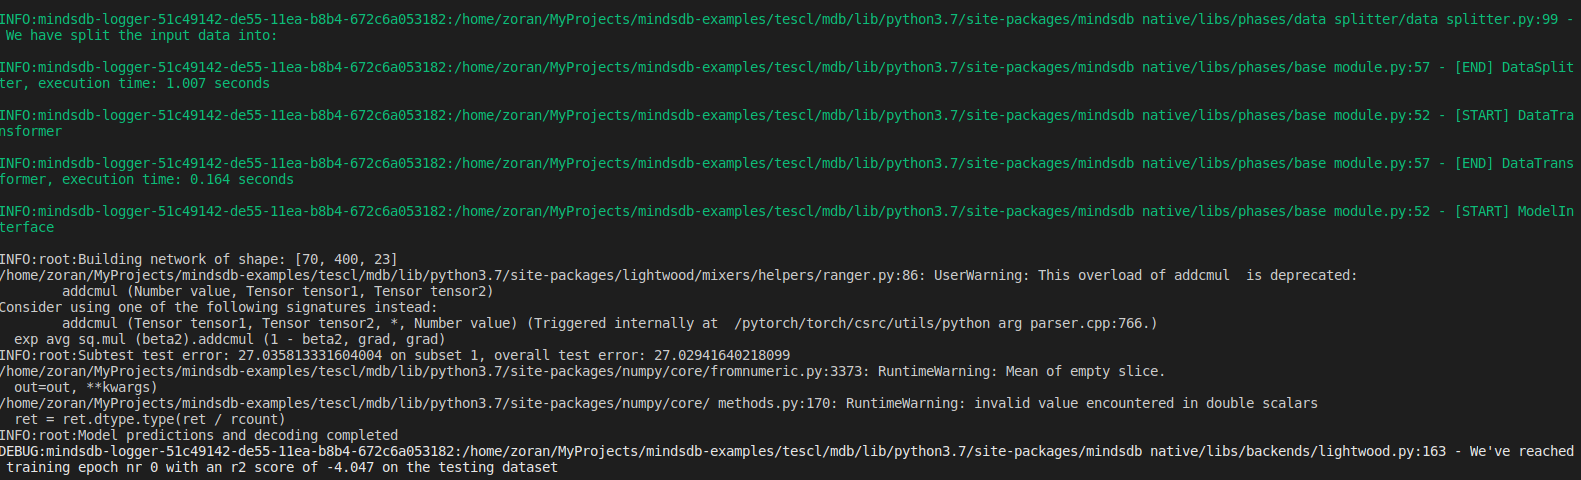 INFO:mindsdb-logger-51c49142-de55-11ea-b8b4-672c6a053182:/home/zoran/MyProjects/mindsdb-examples/tescl/mdb/lib/python3.7/site-packages/mindsdb native/libs/phases/data splitter/data splitter.py:99 -
We have split the input data into:
INFO:mindsdb-logger-51c49142-de55-11ea-b8b4-672c6a053182:/home/zoran/MyProjects/mindsdb-examples/tescl/mdb/lib/python3.7/site-packages/mindsdb native/libs/phases/base module.py:57 - [END] DataSplit
ter, execution time: 1.007 seconds
INFO:mindsdb-logger-51c49142-de55-11ea-b8b4-672c6a053182:/home/zoran/MyProjects/mindsdb-examples/tescl/mdb/lib/python3.7/site-packages/mindsdb native/libs/phases/base module.py:52 - [START] DataTra
nsformer
INFO:mindsdb-logger-51c49142-de55-11ea-b8b4-672c6a053182:/home/zoran/MyProjects/mindsdb-examples/tescl/mdb/lib/python3.7/site-packages/mindsdb native/libs/phases/base module.py:57 - [END] DataTrans
former, execution time: 0.164 seconds
INFO:mindsdb-logger-51c49142-de55-11ea-b8b4-672c6a053182:/home/zoran/MyProjects/mindsdb-examples/tescl/mdb/lib/python3.7/site-packages/mindsdb native/libs/phases/base module.py:52 - [START] ModelIn
terface
INFO:root:Building network of shape: [70, 400, 23]
/home/zoran/MyProjects/mindsdb-examples/tescl/mdb/lib/python3.7/site-packages/lightwood/mixers/helpers/ranger.py:86: UserWarning: This overload of addcmul  is deprecated:
addcmul (Number value, Tensor tensor1, Tensor tensor2)
Consider using one of the following signatures instead:
addcmul (Tensor tensor1, Tensor tensor2, *, Number value) (Triggered internally at  /pytorch/torch/csrc/utils/python arg parser.cpp:766.)
exp avg sq.mul (beta2).addcmul (1 - beta2, grad, grad)
INFO:root:Subtest test error: 27.035813331604004 on subset 1, overall test error: 27.02941640218099
/home/zoran/MyProjects/mindsdb-examples/tescl/mdb/lib/python3.7/site-packages/numpy/core/fromnumeric.py:3373: RuntimeWarning: Mean of empty slice.
out=out, **kwargs)
/home/zoran/MyProjects/mindsdb-examples/tescl/mdb/lib/python3.7/site-packages/numpy/core/ methods.py:170: RuntimeWarning: invalid value encountered in double scalars
ret = ret.dtype.type(ret / rcount)
INFO:root:Model predictions and decoding completed
DEBUG:mindsdb-logger-51c49142-de55-11ea-b8b4-672c6a053182:/home/zoran/MyProjects/mindsdb-examples/tescl/mdb/lib/python3.7/site-packages/mindsdb native/libs/backends/lightwood.py:163 - We've reached
training epoch nr 0 with an r2 score of -4.047 on the testing dataset